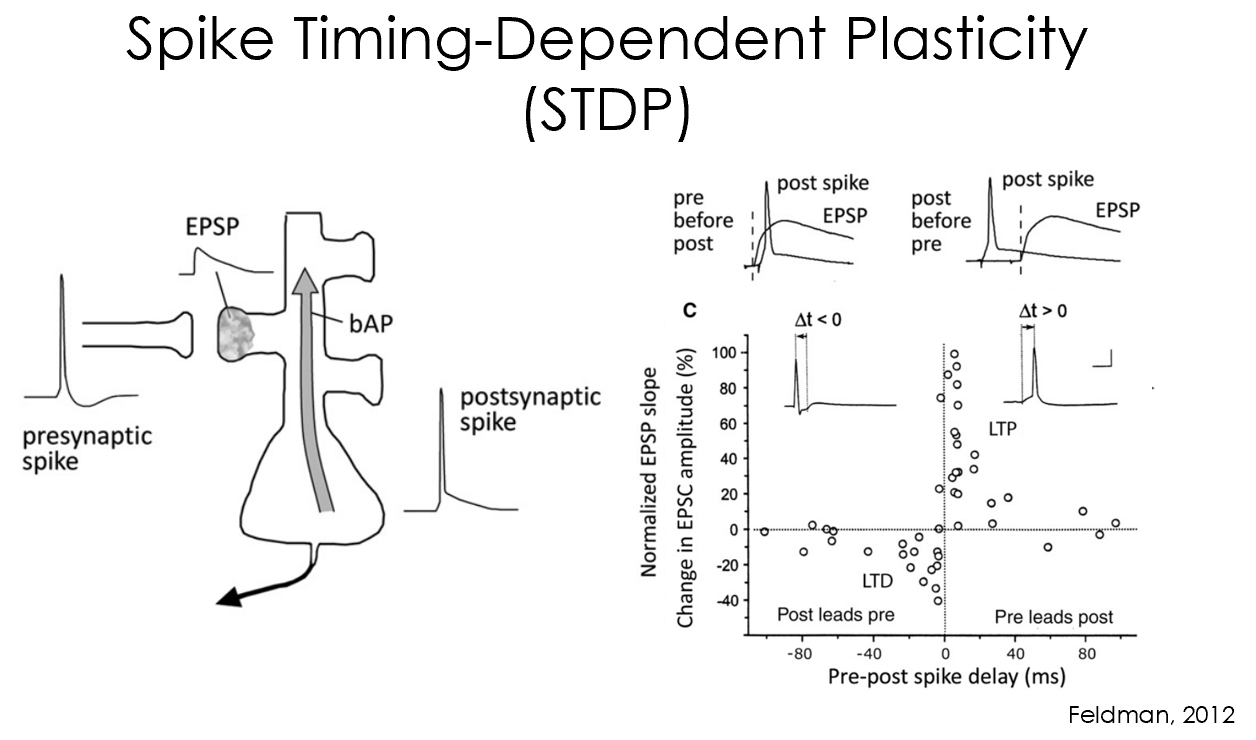 Spike Timing-Dependent Plasticity
(STDP)
EPSP
bAP
presynaptic
spike
postsynaptic
spike
pre
before
post
post spike
EPSP
post
before
pre
post spike
EPSP
C
Δt < 0
Δt > 0
Normalized EPSP slope
Change in EPSC amplitude (%)
100
80
60
40
20
0
-20
-40
LTP
LTD
Post leads pre
Pre leads post
-80
-40
0
40
80
Pre-post spike delay (ms)
Feldman, 2012